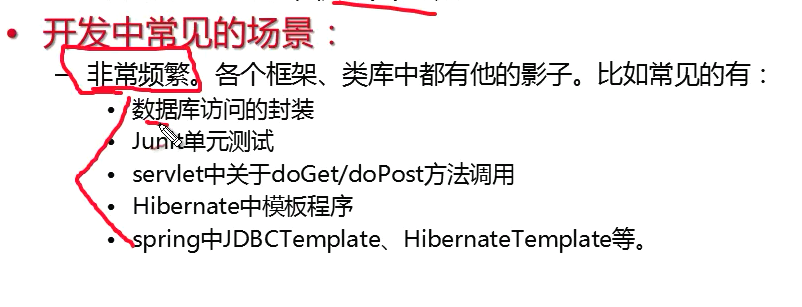 • 开发中常见的场景：
– 非常频繁。各个框架、类库中都有他的影子。比如常见的有：
• 数据库访问的封装
• Junit单元测试
• servlet中关于doGet/doPost方法调用
• Hibernate中模板程序
• spring中JDBCTemplate、HibernateTemplate等。